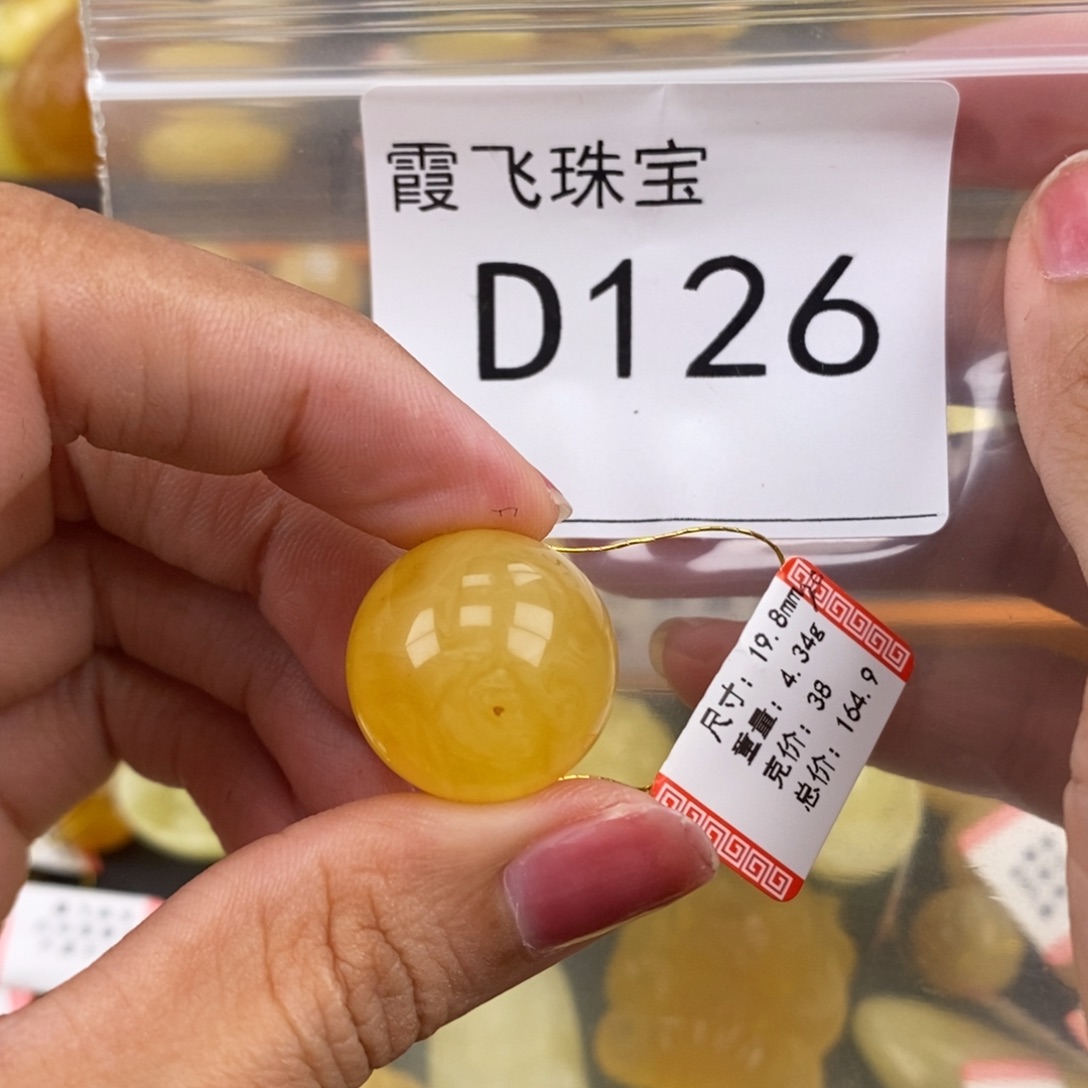 霞飞珠宝
D126
尺寸：19.8mm
重量：4.34g
克价：38
总价：164.9